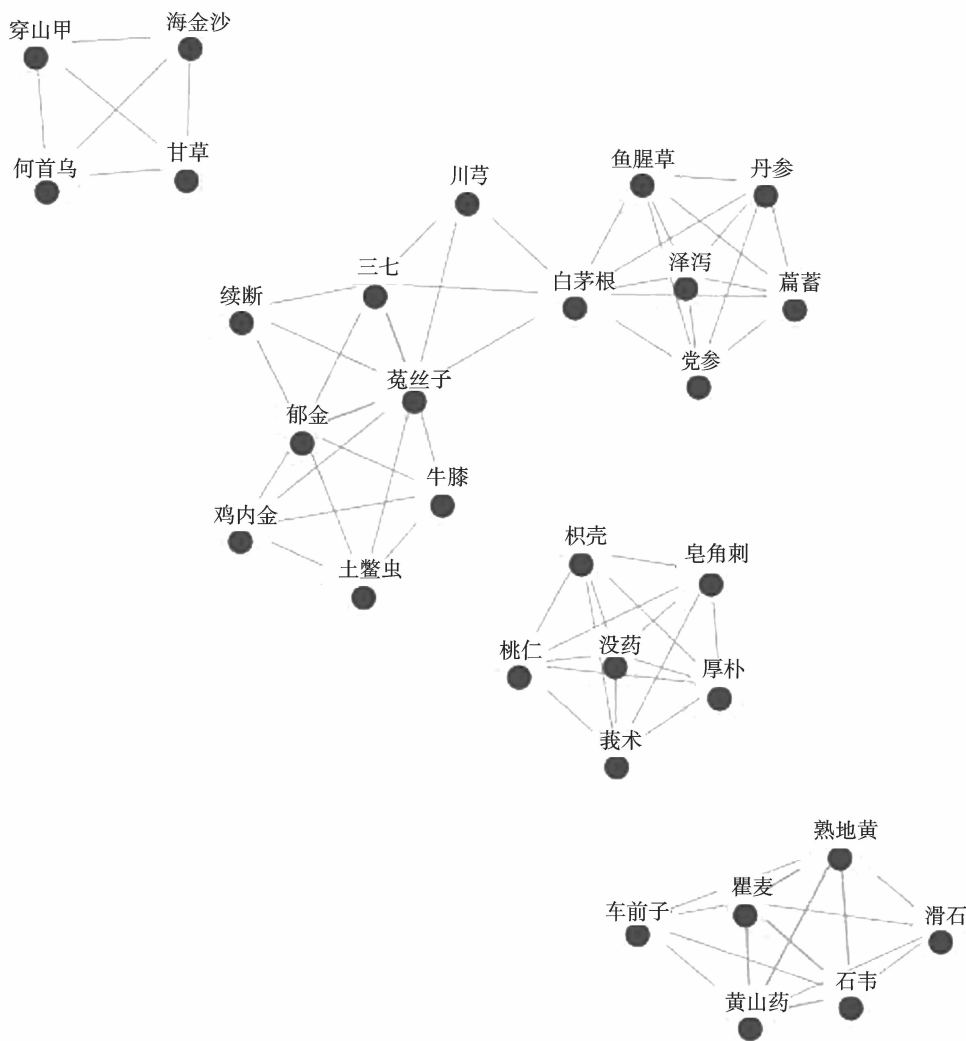 穿山甲
海金沙
何首乌
甘草
川芎
鱼腥草
丹参
三七
白茅根
泽泻
萹蓄
续断
党参
菟丝子
郁金
牛膝
鸡内金
土鳖虫
枳壳
皂角刺
桃仁
没药
厚朴
莪术
熟地黄
瞿麦
车前子
滑石
石韦
黄山药